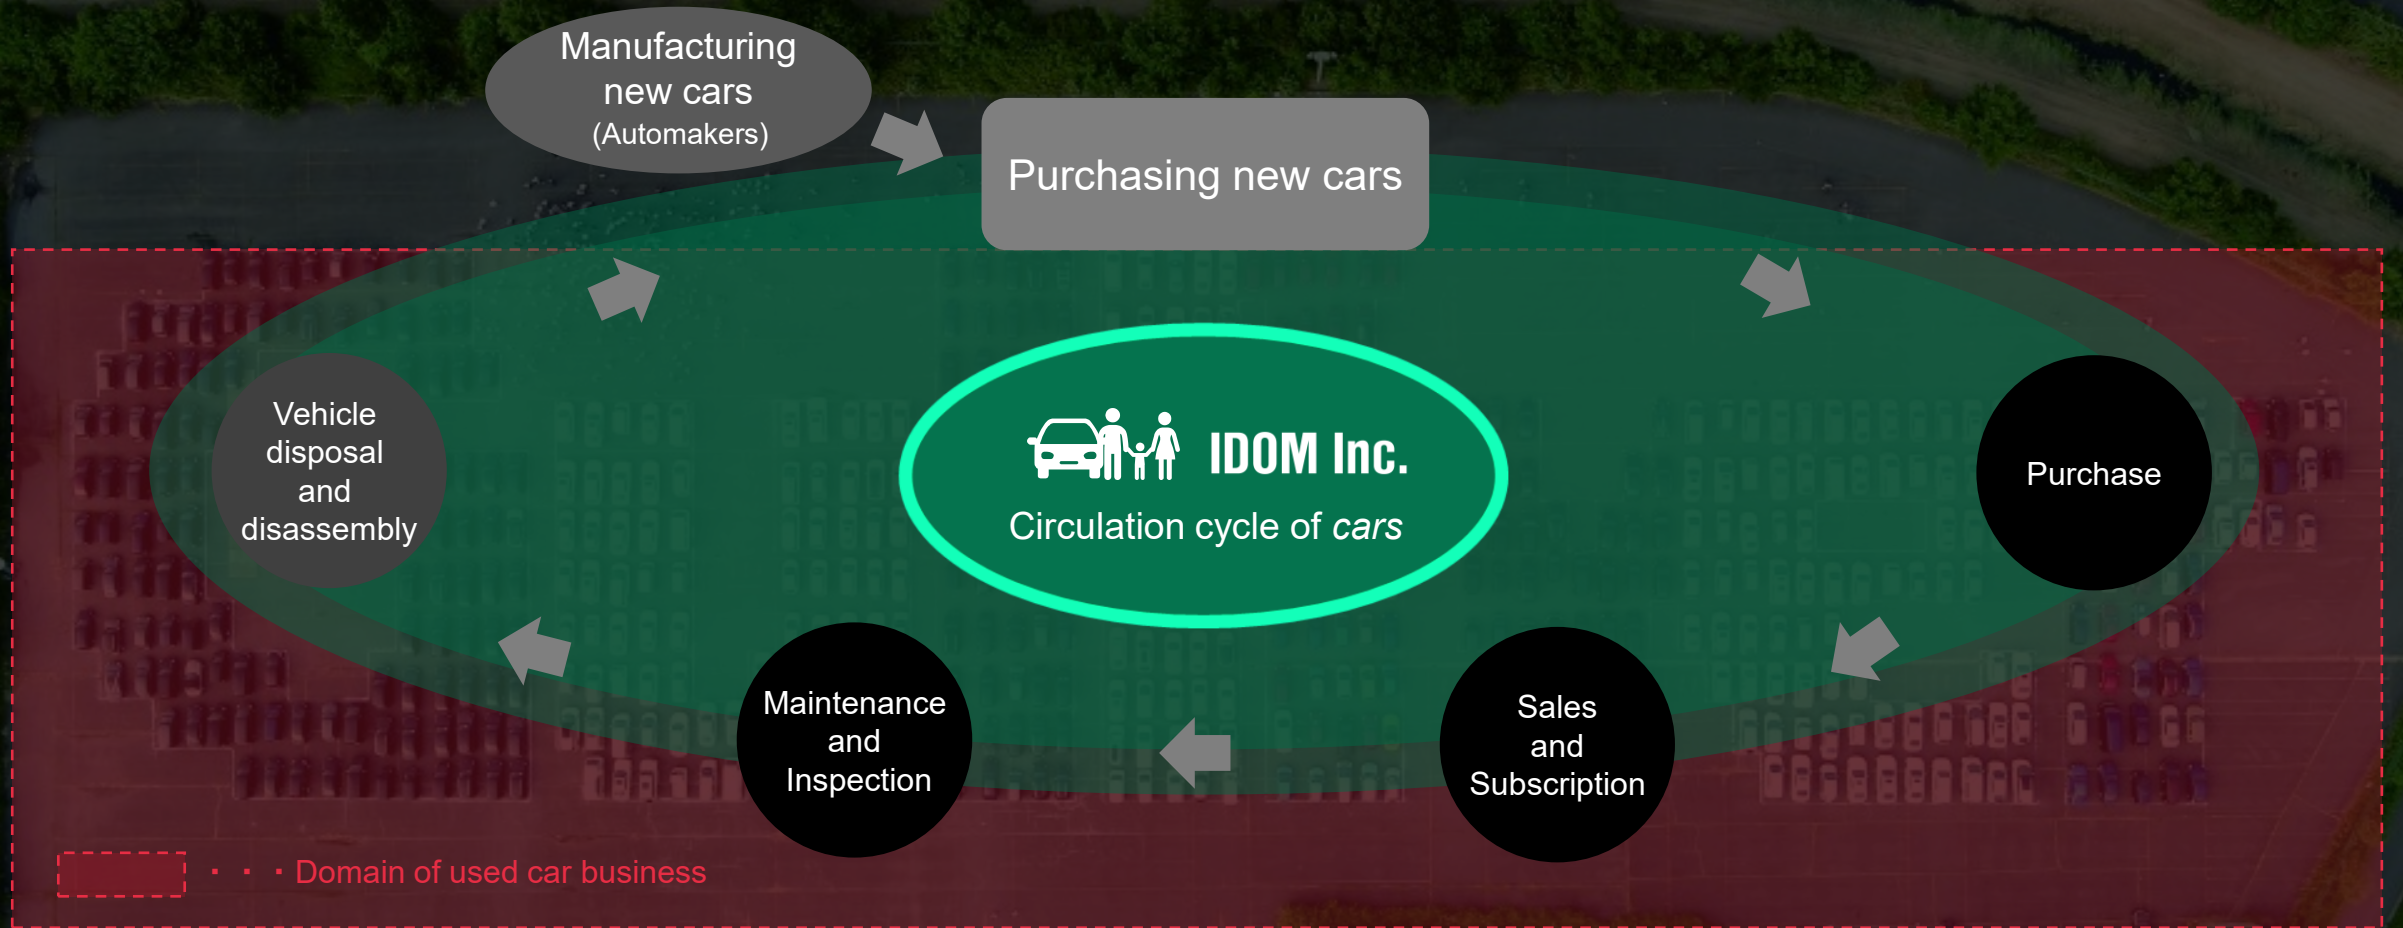 Manufacturing
new cars
(Automakers)
Purchasing new cars
Vehicle
disposal
and
disassembly
IDOM Inc.
Circulation cycle of cars
Purchase
Maintenance
and
Inspection
Sales
and
Subscription
· · · Domain of used car business